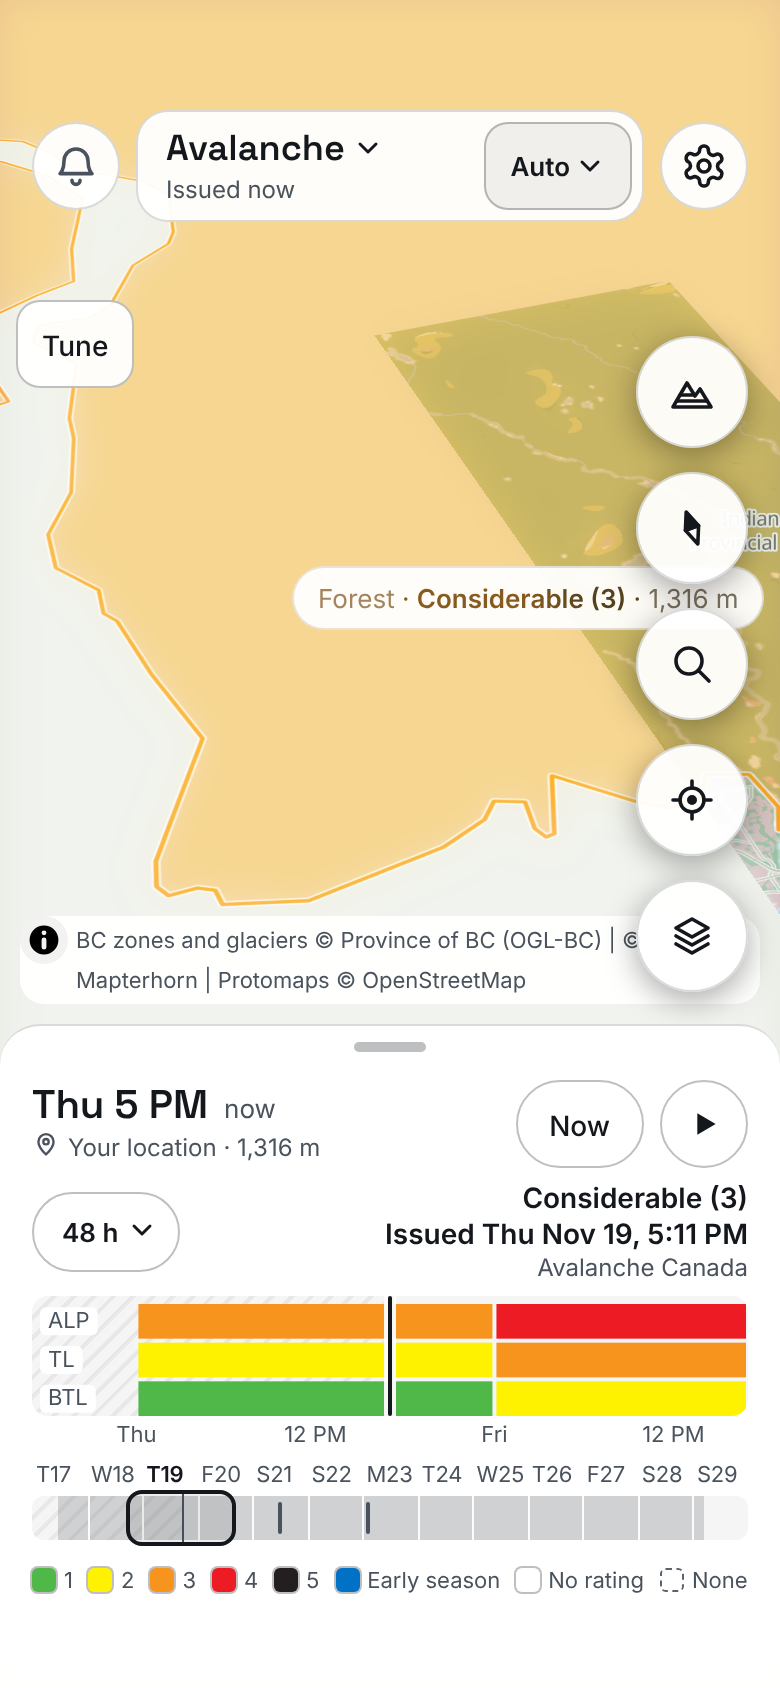 Avalanche
Issued now
Auto
Tune
Forest · Considerable (3) · 1,316 m
BC zones and glaciers © Province of BC (OGL-BC) | ©
Mapterhorn | Protomaps © OpenStreetMap
Thu 5 PM now
Your location · 1,316 m
Now
48 h
Considerable (3)
Issued Thu Nov 19, 5:11 PM
Avalanche Canada
ALP
TL
BTL
Thu 12 PM Fri 12 PM
T17 W18 T19 F20 S21 S22 M23 T24 W25 T26 F27 S28 S29
1 2 3 4 5 Early season No rating None